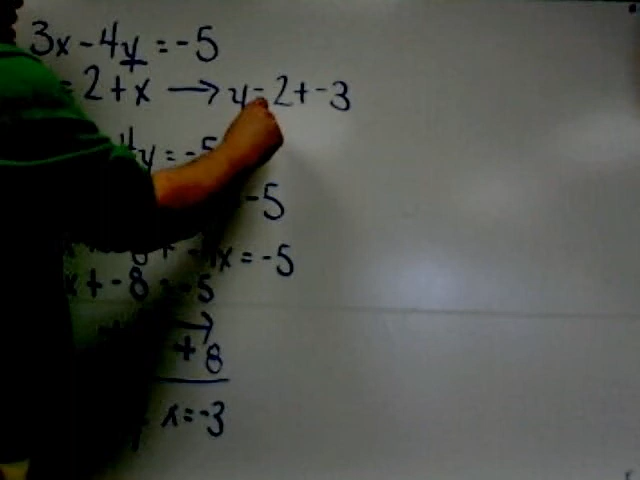 3x - 4y = -5
= 2 + x → y = 2 + -3
4y = -5
-5
x = -5
x + -8 = -5
+ 8
x = -3